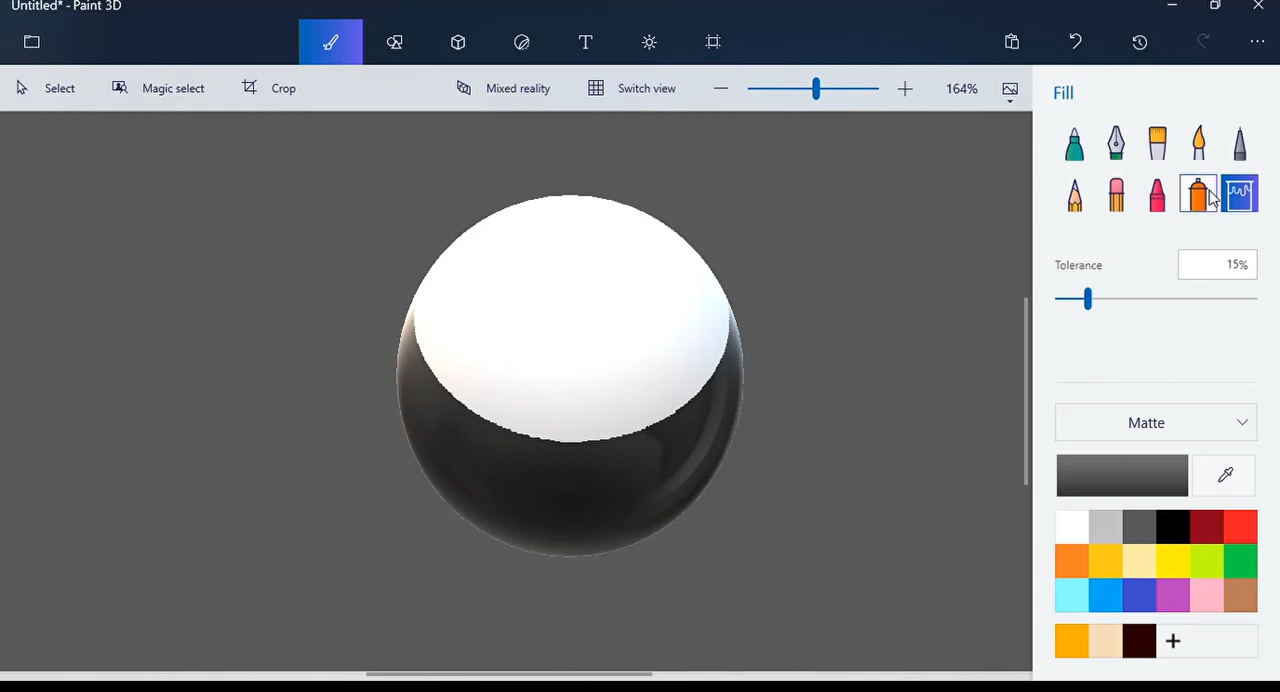 Untitled* - Paint 3D
Select
Magic select
Crop
Mixed reality
Switch view
164%
Fill
Tolerance
15%
Matte